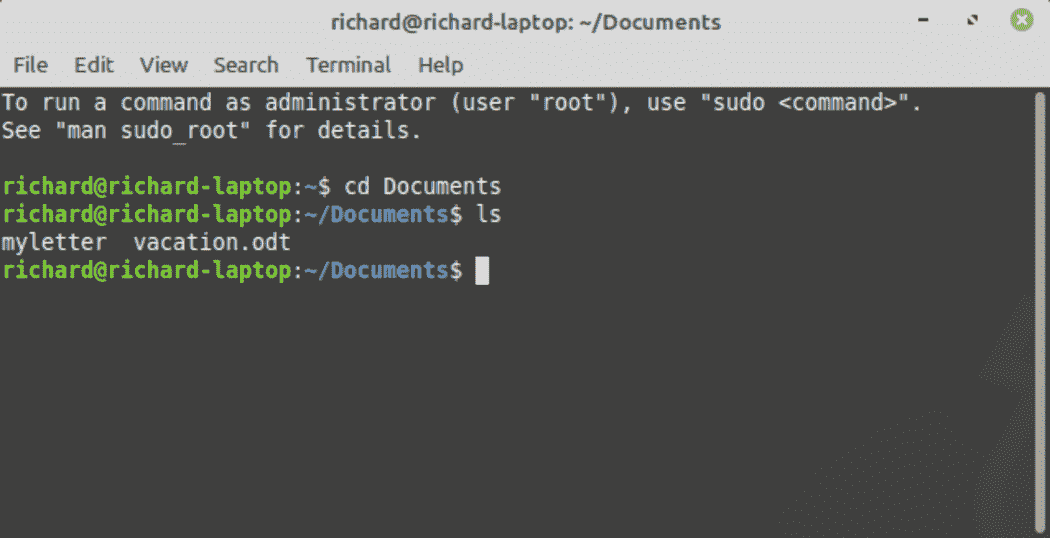 richard@richard-laptop: ~/Documents
File Edit View Search Terminal Help
To run a command as administrator (user "root"), use "sudo <command>".
See "man sudo_root" for details.
richard@richard-laptop:~$ cd Documents
richard@richard-laptop:~/Documents$ ls
myletter  vacation.odt
richard@richard-laptop:~/Documents$